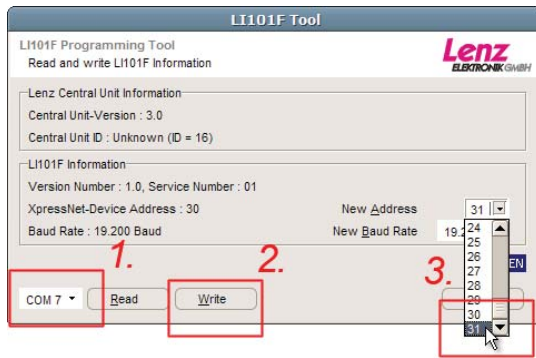 LI101F Tool
LI101F Programming Tool
Read and write LI101F Information
Lenz
ELEKTRONIK GMBH
Lenz Central Unit Information
Central Unit-Version : 3.0
Central Unit ID : Unknown (ID = 16)
LI101F Information
Version Number : 1.0, Service Number : 01
XpressNet-Device Address : 30
New Address
31
Baud Rate : 19.200 Baud
New Baud Rate
24
25
26
27
28
29
30
31
1.
2.
3.
EN
COM 7
Read
Write